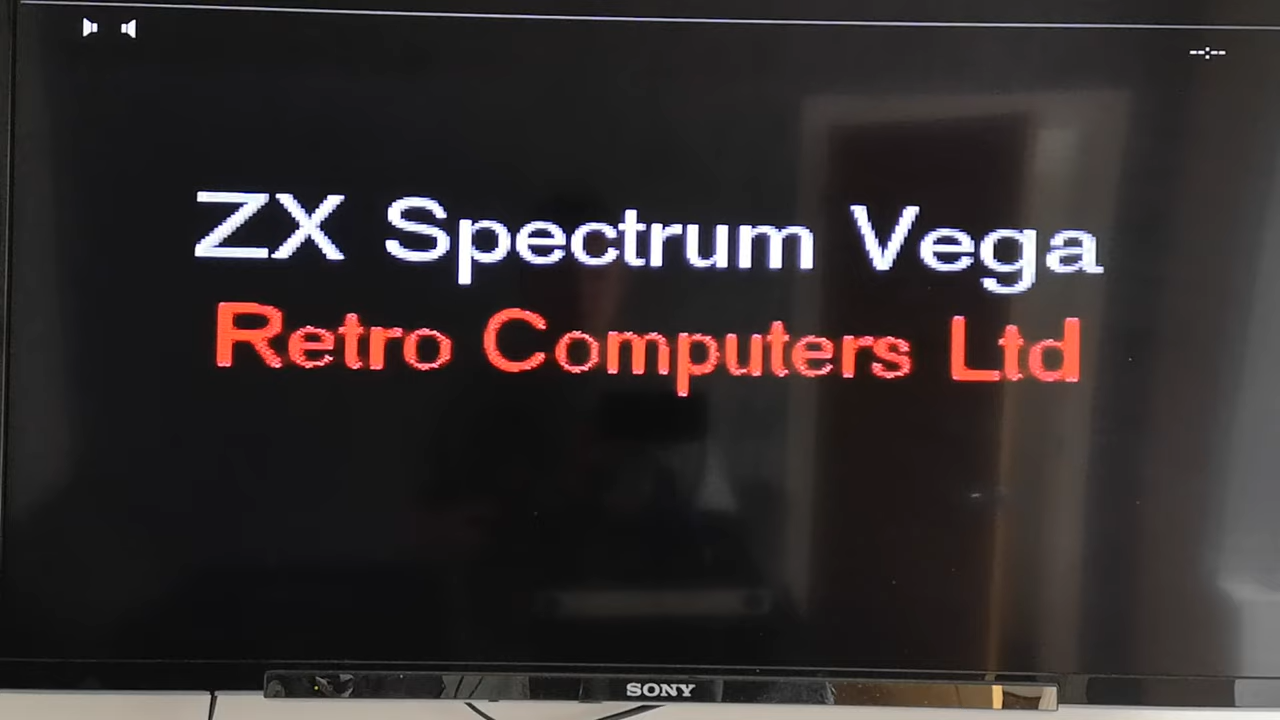 --:--
ZX Spectrum Vega
Retro Computers Ltd
SONY